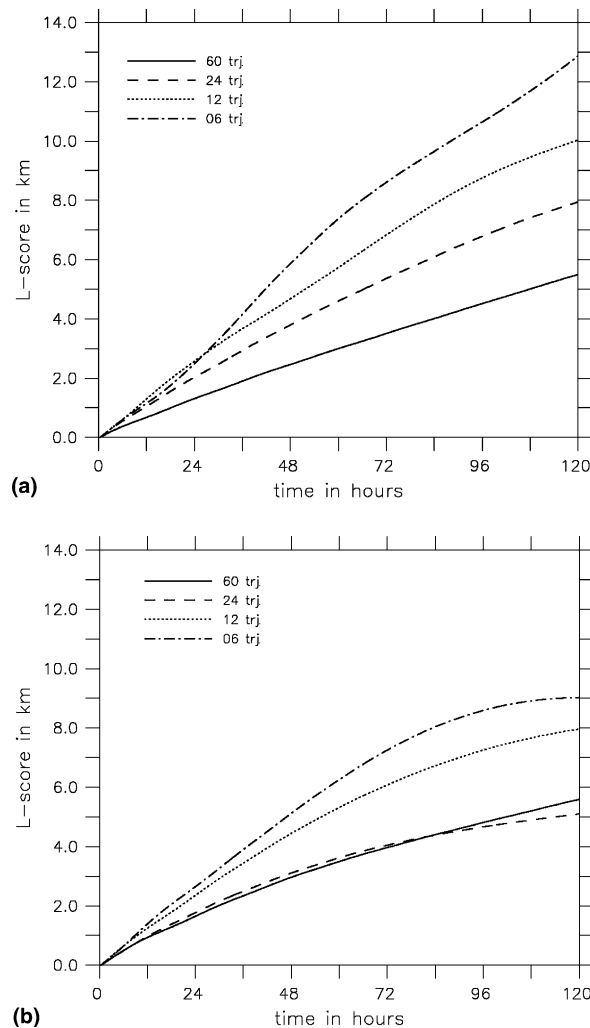 14.0
12.0
10.0
8.0
6.0
4.0
2.0
0.0
L-score in km
60 trj.
24 trj.
12 trj.
06 trj.
0 24 48 72 96 120
time in hours
(a)
14.0
12.0
10.0
8.0
6.0
4.0
2.0
0.0
L-score in km
60 trj.
24 trj.
12 trj.
06 trj.
0 24 48 72 96 120
time in hours
(b)